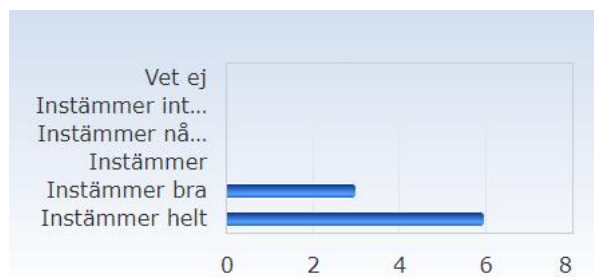 Vet ej
Instämmer int...
Instämmer nå...
Instämmer
Instämmer bra
Instämmer helt
0 2 4 6 8